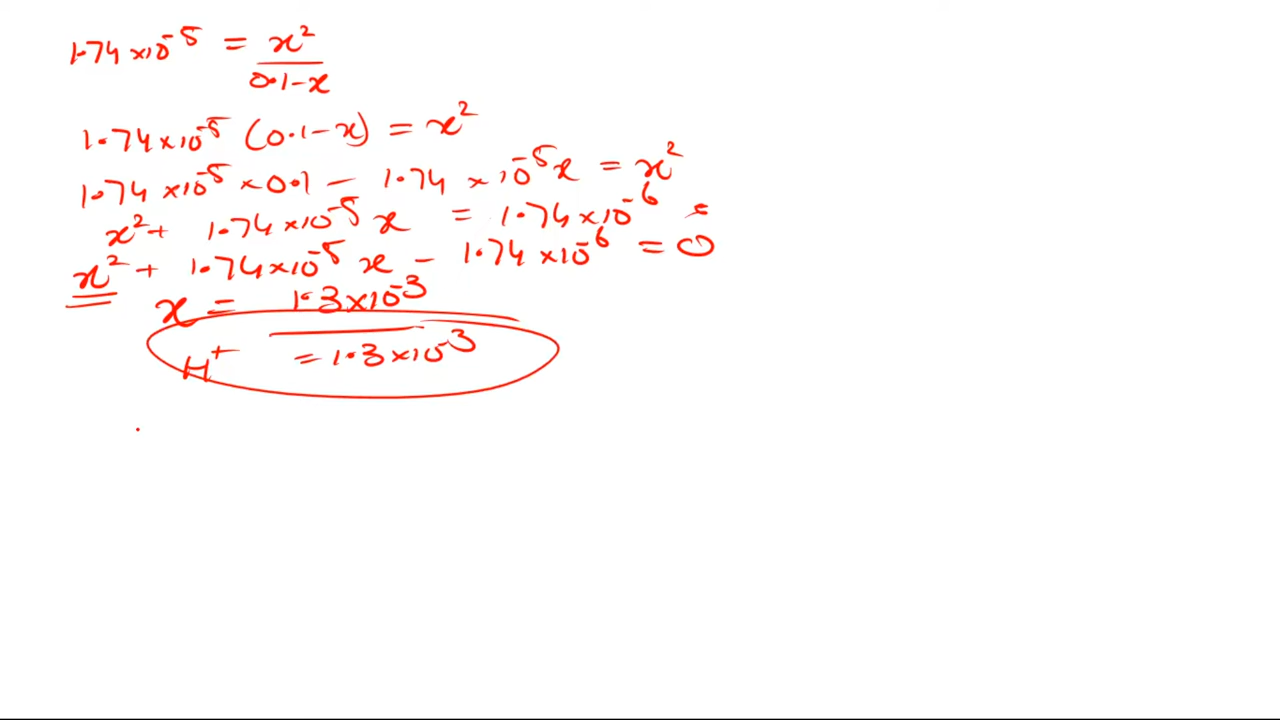 1.74 ×10⁻⁵ = x²/(0.1-x)
1.74×10⁻⁵ (0.1-x) = x²
1.74 ×10⁻⁵ ×0.1 - 1.74 ×10⁻⁵x = x²
x²+ 1.74×10⁻⁵ x = 1.74×10⁻⁶
x² + 1.74×10⁻⁵ x - 1.74 ×10⁻⁶ = 0
x = 1.3×10⁻³
H⁺ = 1.3×10⁻³